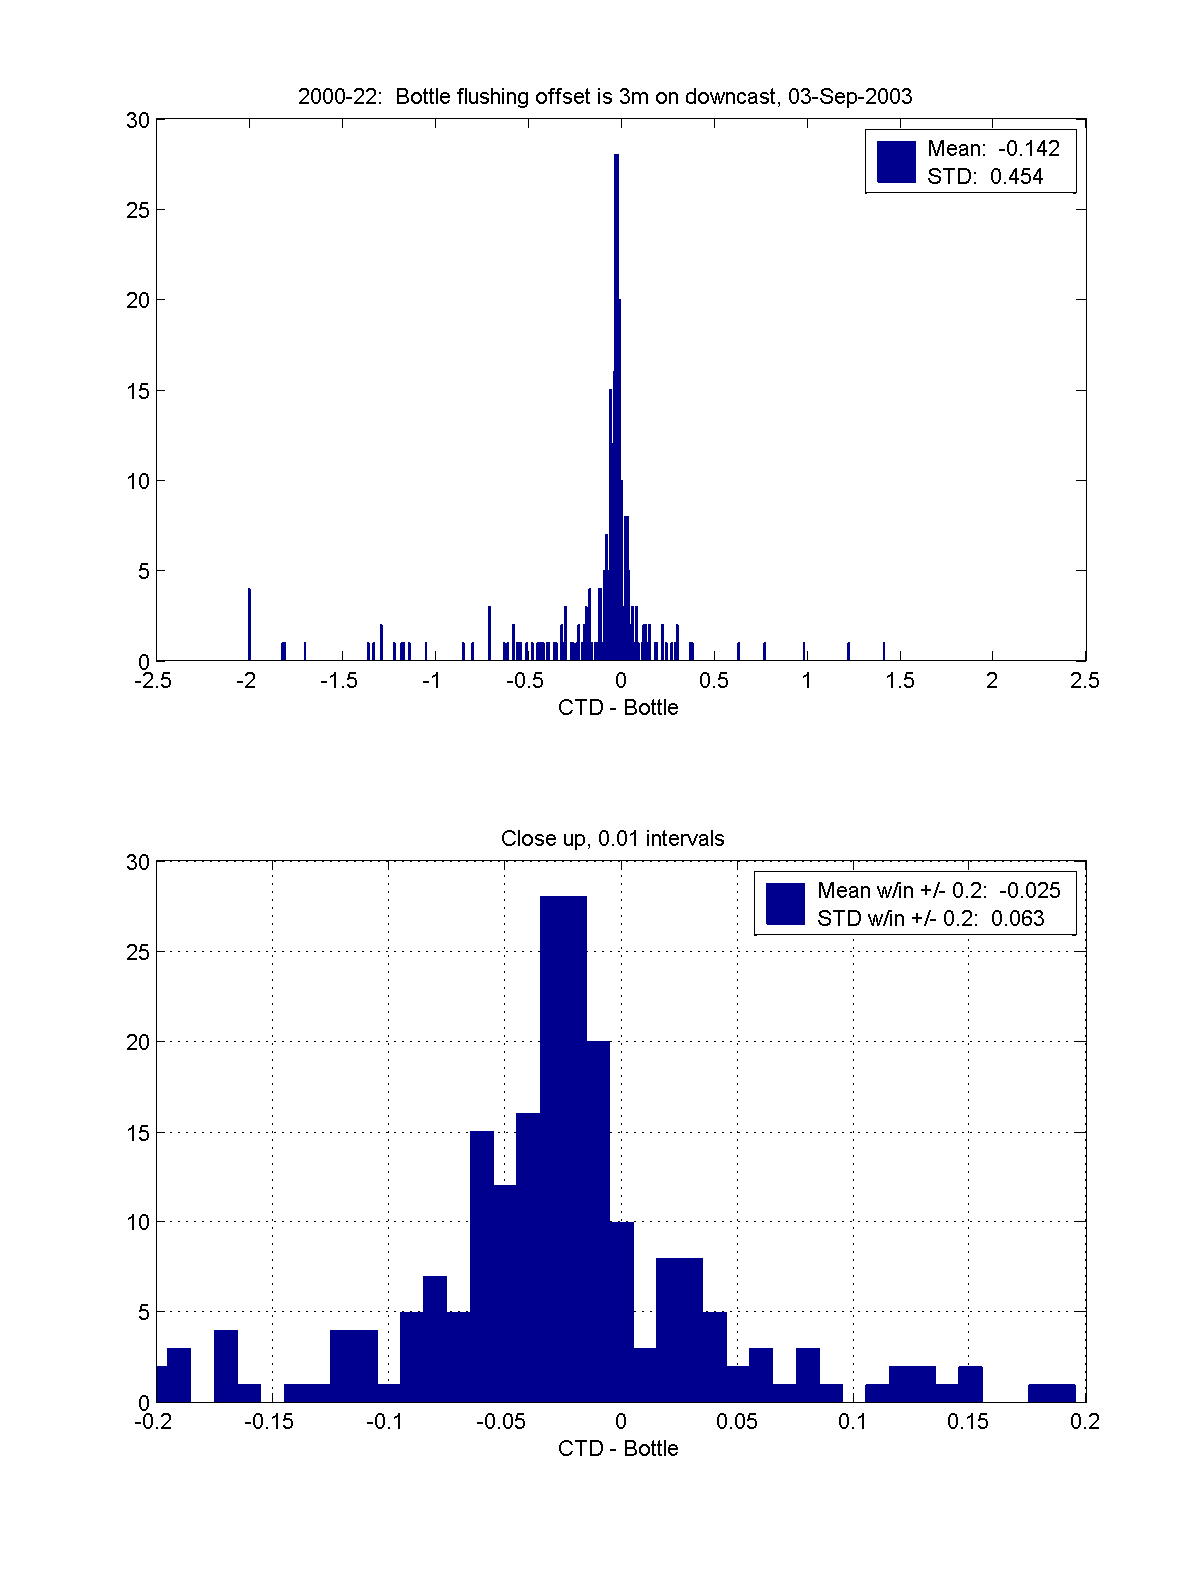 2000-22:  Bottle flushing offset is 3m on downcast, 03-Sep-2003
Mean:  -0.142
STD:  0.454
30
25
20
15
10
5
0
-2.5 -2 -1.5 -1 -0.5 0 0.5 1 1.5 2 2.5
CTD - Bottle
Close up, 0.01 intervals
Mean w/in +/- 0.2:  -0.025
STD w/in +/- 0.2:  0.063
30
25
20
15
10
5
0
-0.2 -0.15 -0.1 -0.05 0 0.05 0.1 0.15 0.2
CTD - Bottle